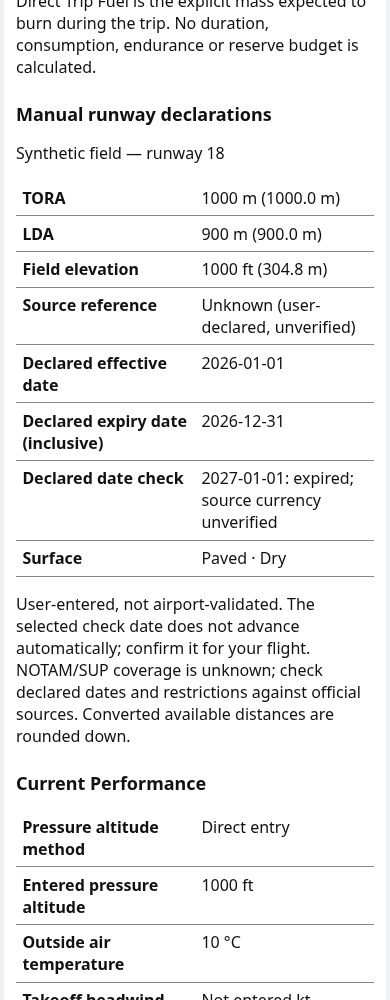 Direct Trip Fuel is the explicit mass expected to
burn during the trip. No duration,
consumption, endurance or reserve budget is
calculated.
Manual runway declarations
Synthetic field — runway 18
TORA 1000 m (1000.0 m)
LDA 900 m (900.0 m)
Field elevation 1000 ft (304.8 m)
Source reference Unknown (user-
declared, unverified)
Declared effective 2026-01-01
date
Declared expiry date 2026-12-31
(inclusive)
Declared date check 2027-01-01: expired;
source currency
unverified
Surface Paved · Dry
User-entered, not airport-validated. The
selected check date does not advance
automatically; confirm it for your flight.
NOTAM/SUP coverage is unknown; check
declared dates and restrictions against official
sources. Converted available distances are
rounded down.
Current Performance
Pressure altitude Direct entry
method
Entered pressure 1000 ft
altitude
Outside air 10 °C
temperature
Takeoff headwind Not entered kt